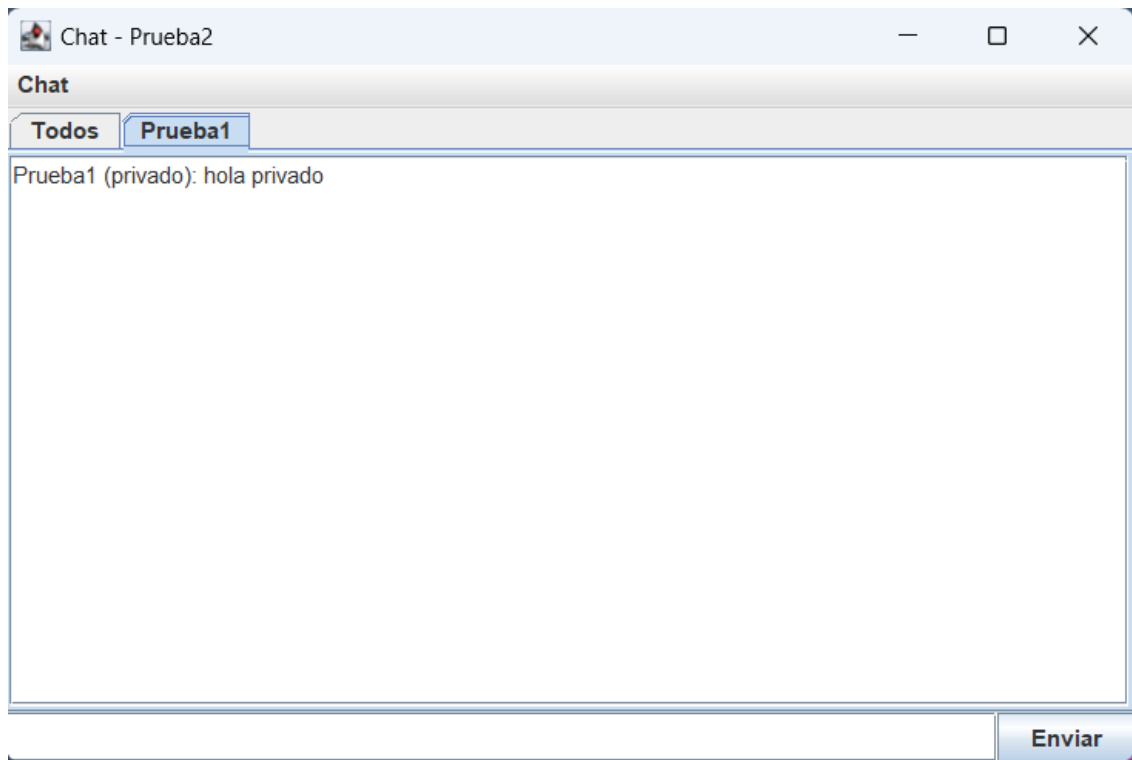 Chat - Prueba2
Chat
Todos Prueba1
Prueba1 (privado): hola privado
Enviar